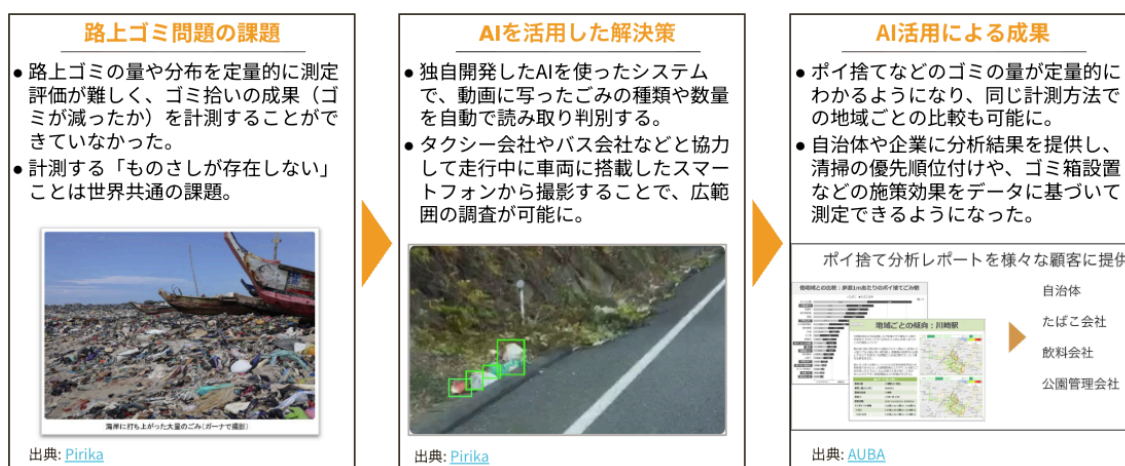 路上ゴミ問題の課題
● 路上ゴミの量や分布を定量的に測定
評価が難しく、ゴミ拾いの成果（ゴ
ミが減ったか）を計測することがで
きていなかった。
● 計測する「ものさしが存在しない」
ことは世界共通の課題。
海岸に打ち上がった大量のごみ（ガーナで撮影）
出典: Pirika
AIを活用した解決策
● 独自開発したAIを使ったシステム
で、動画に写ったごみの種類や数量
を自動で読み取り判別する。
● タクシー会社やバス会社などと協力
して走行中に車両に搭載したスマー
トフォンから撮影することで、広範
囲の調査が可能に。
出典: Pirika
AI活用による成果
● ポイ捨てなどのゴミの量が定量的に
わかるようになり、同じ計測方法で
の地域ごとの比較も可能に。
● 自治体や企業に分析結果を提供し、
清掃の優先順位付けや、ゴミ箱設置
などの施策効果をデータに基づいて
測定できるようになった。
ポイ捨て分析レポートを様々な顧客に提供
地域ごとの傾向：川崎駅
自治体
たばこ会社
飲料会社
公園管理会社
出典: AUBA